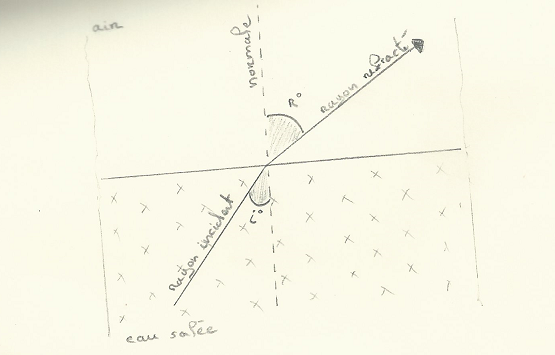 air
normale
R°
rayon réfracté
i°
rayon incident
eau salée